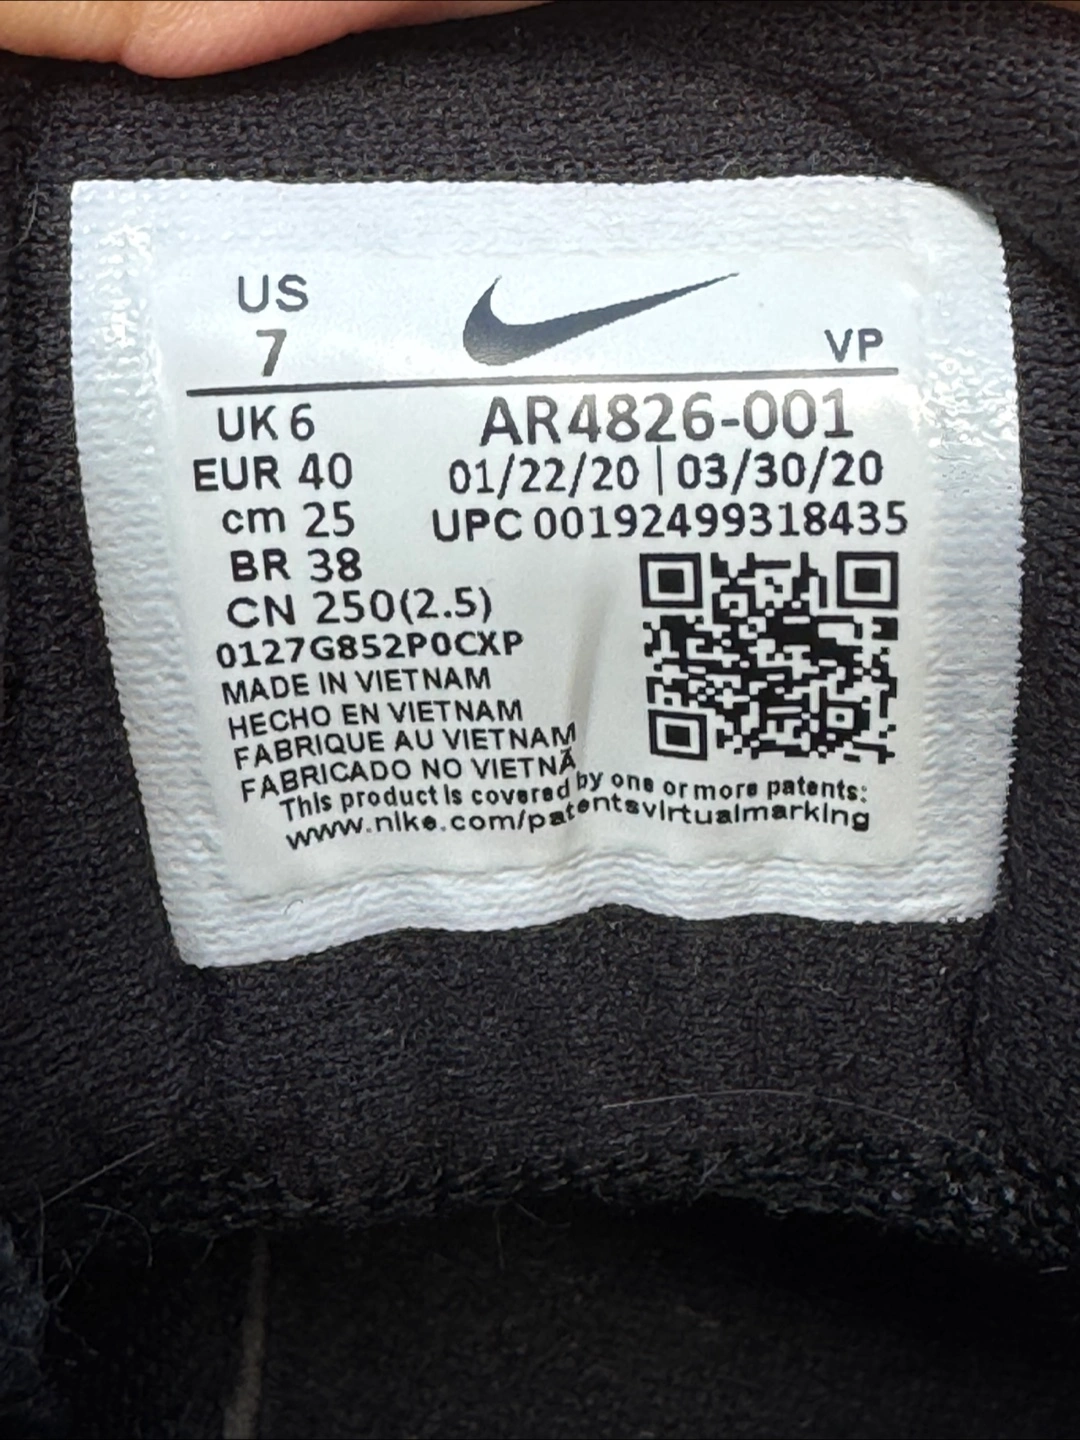 US
7
VP
UK 6
AR4826-001
EUR 40
01/22/20 | 03/30/20
cm 25
UPC 00192499318435
BR 38
CN 250(2.5)
0127G852P0CXP
MADE IN VIETNAM
HECHO EN VIETNAM
FABRIQUE AU VIETNAM
FABRICADO NO VIETNÃ
This product is covered by one or more patents:
www.nike.com/patentsvirtualmarking